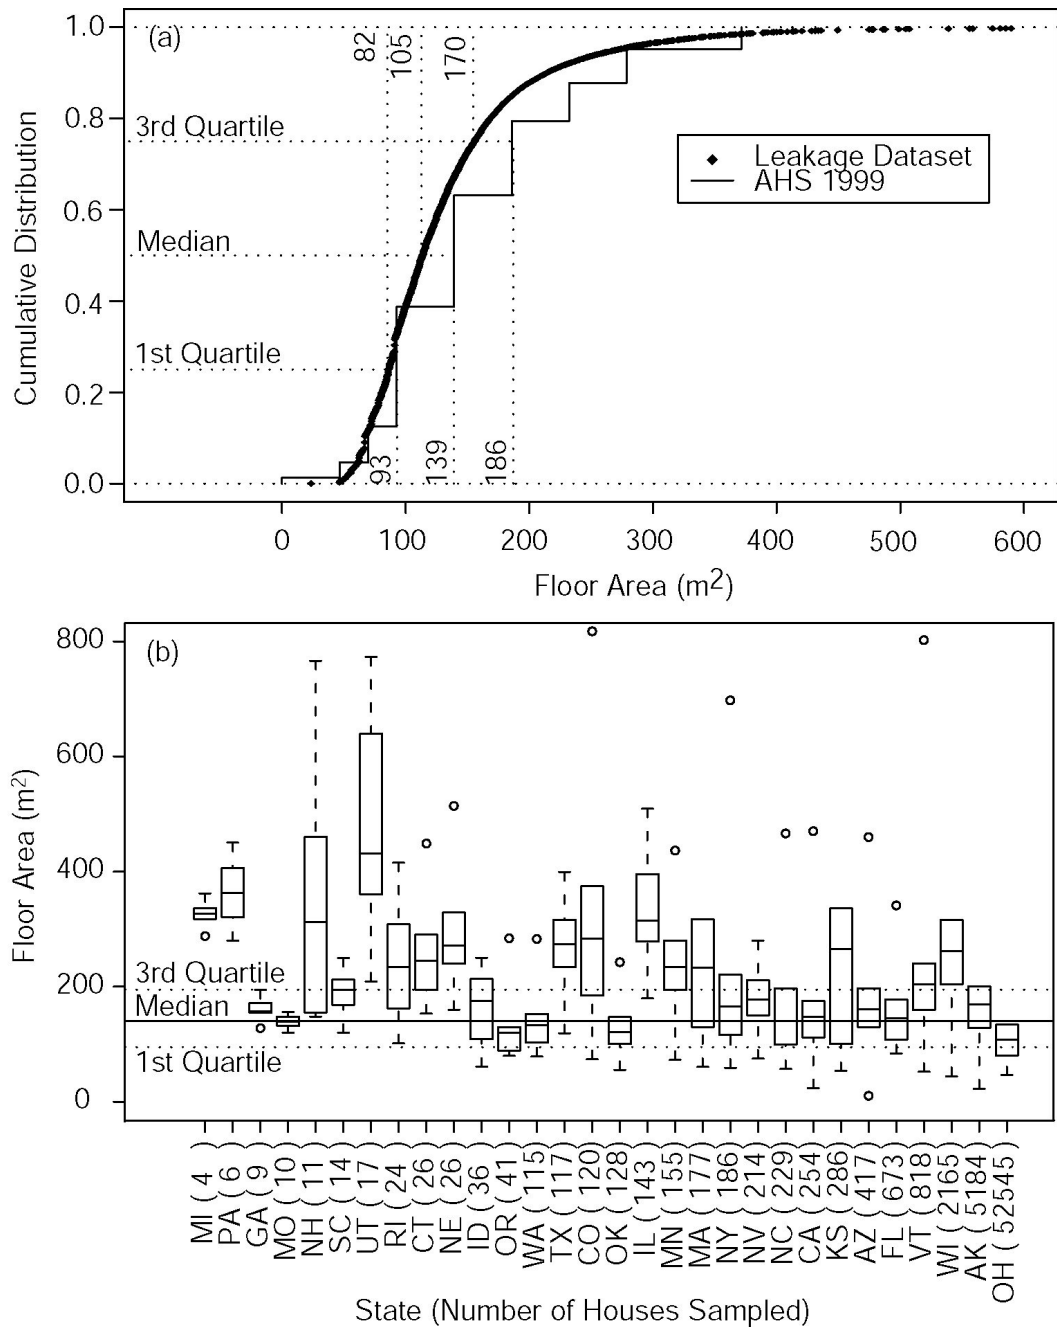 (a)
1.0
0.8
0.6
0.4
0.2
0.0
Cumulative Distribution
82
105
170
3rd Quartile
Median
1st Quartile
93
139
186
Leakage Dataset
AHS 1999
0 100 200 300 400 500 600
Floor Area (m²)
(b)
800
600
400
200
0
Floor Area (m²)
3rd Quartile
Median
1st Quartile
MI ( 4 )
PA ( 6 )
GA ( 9 )
MO ( 10 )
NH ( 11 )
SC ( 14 )
UT ( 17 )
RI ( 24 )
CT ( 26 )
NE ( 26 )
ID ( 36 )
OR ( 41 )
WA ( 115 )
TX ( 117 )
CO ( 120 )
OK ( 128 )
IL ( 143 )
MN ( 155 )
MA ( 177 )
NY ( 186 )
NV ( 214 )
NC ( 229 )
CA ( 254 )
KS ( 286 )
AZ ( 417 )
FL ( 673 )
VT ( 818 )
WI ( 2165 )
AK ( 5184 )
OH ( 52545 )
State (Number of Houses Sampled)